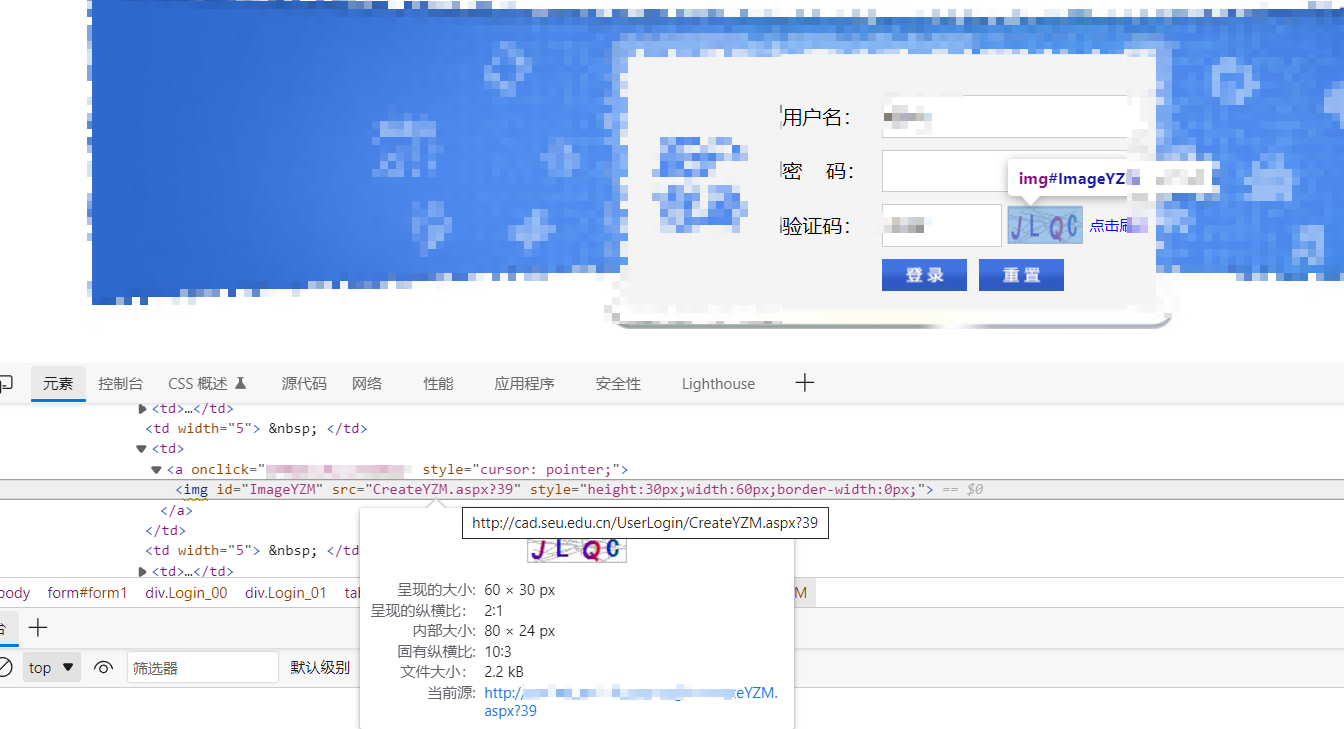 用户名：
密 码：
img#ImageYZ
验证码：
JLQC
点击
登 录
重 置
元素 控制台 CSS 概述 源代码 网络 性能 应用程序 安全性 Lighthouse
<td>…</td>
<td width="5"> &nbsp; </td>
<td>
<a onclick=" style="cursor: pointer;">
<img id="ImageYZM" src="CreateYZM.aspx?39" style="height:30px;width:60px;border-width:0px;"> == $0
</a>
http://cad.seu.edu.cn/UserLogin/CreateYZM.aspx?39
</td>
<td width="5"> &nbsp; </td
JLQC
<td>…</td>
呈现的大小: 60 × 30 px
body form#form1 div.Login_00 div.Login_01 tab M
呈现的纵横比: 2:1
内部大小: 80 × 24 px
固有纵横比: 10:3
文件大小: 2.2 kB
top 筛选器 默认级别
当前源: http:/ eYZM.
aspx?39